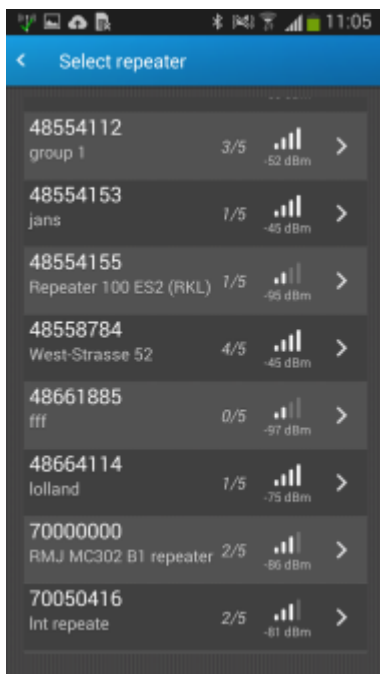 11:05
Select repeater
48554112
group 1
3/5
-52 dBm
48554153
jans
1/5
-45 dBm
48554155
Repeater 100 ES2 (RKL)
1/5
-95 dBm
48558784
West-Strasse 52
4/5
-45 dBm
48661885
fff
0/5
-97 dBm
48664114
lolland
1/5
-75 dBm
70000000
RMJ MC302 B1 repeater
2/5
-86 dBm
70050416
Int repeate
2/5
-81 dBm